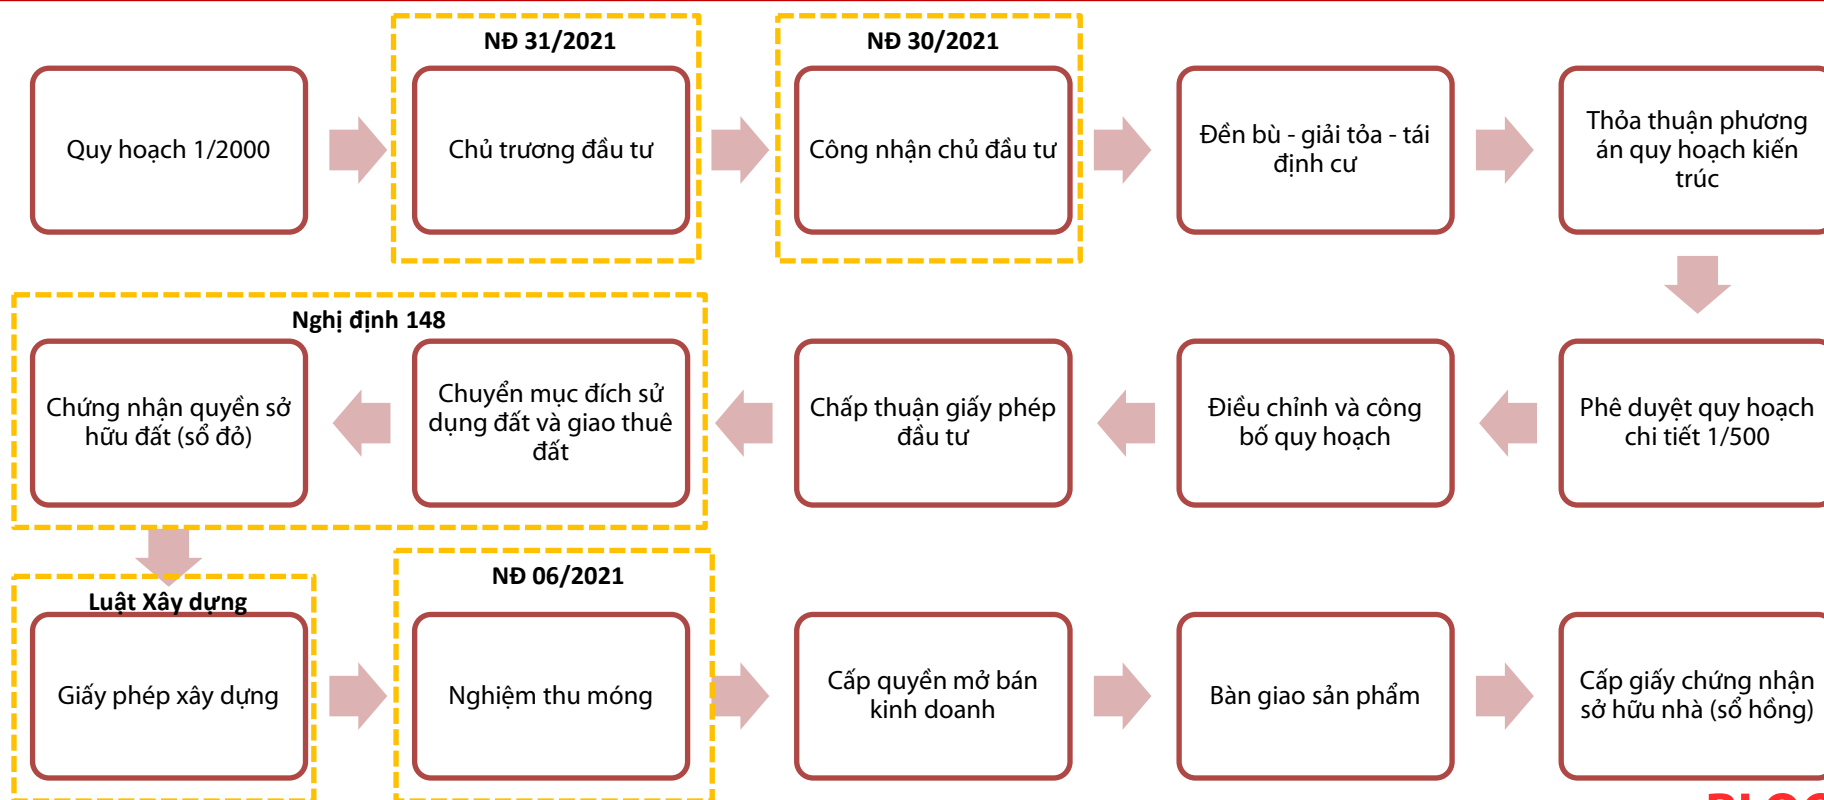 NĐ 31/2021
NĐ 30/2021
Quy hoạch 1/2000
Chủ trương đầu tư
Công nhận chủ đầu tư
Đền bù - giải tỏa - tái
định cư
Thỏa thuận phương
án quy hoạch kiến
trúc
Nghị định 148
Chứng nhận quyền sở
hữu đất (sổ đỏ)
Chuyển mục đích sử
dụng đất và giao thuê
đất
Chấp thuận giấy phép
đầu tư
Điều chỉnh và công
bố quy hoạch
Phê duyệt quy hoạch
chi tiết 1/500
Luật Xây dựng
NĐ 06/2021
Giấy phép xây dựng
Nghiệm thu móng
Cấp quyền mở bán
kinh doanh
Bàn giao sản phẩm
Cấp giấy chứng nhận
sở hữu nhà (sổ hồng)